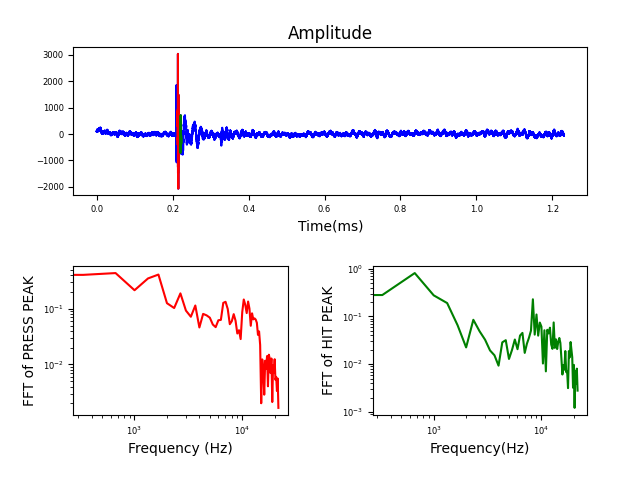 Amplitude
3000
2000
1000
0
−1000
−2000
0.0 0.2 0.4 0.6 0.8 1.0 1.2
Time(ms)
FFT of PRESS PEAK
10⁻¹
10⁻²
10³ 10⁴
Frequency (Hz)
FFT of HIT PEAK
10⁰
10⁻¹
10⁻²
10⁻³
10³ 10⁴
Frequency(Hz)